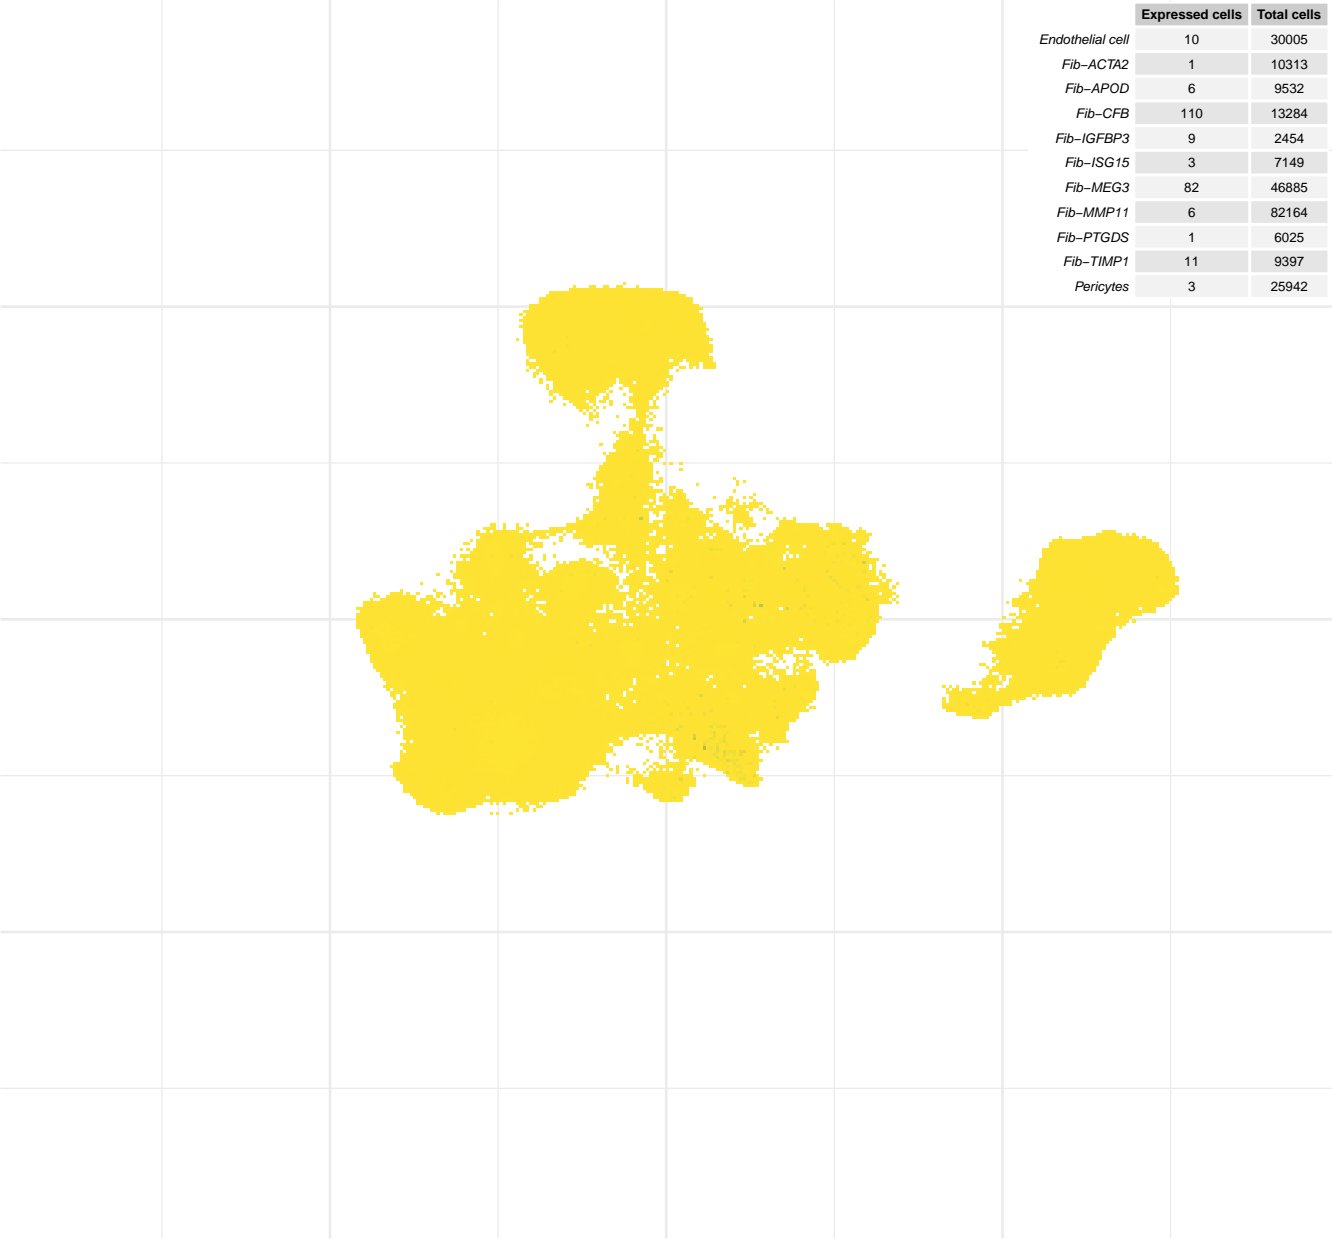 Expressed cells Total cells
Endothelial cell 10 30005
Fib−ACTA2 1 10313
Fib−APOD 6 9532
Fib−CFB 110 13284
Fib−IGFBP3 9 2454
Fib−ISG15 3 7149
Fib−MEG3 82 46885
Fib−MMP11 6 82164
Fib−PTGDS 1 6025
Fib−TIMP1 11 9397
Pericytes 3 25942